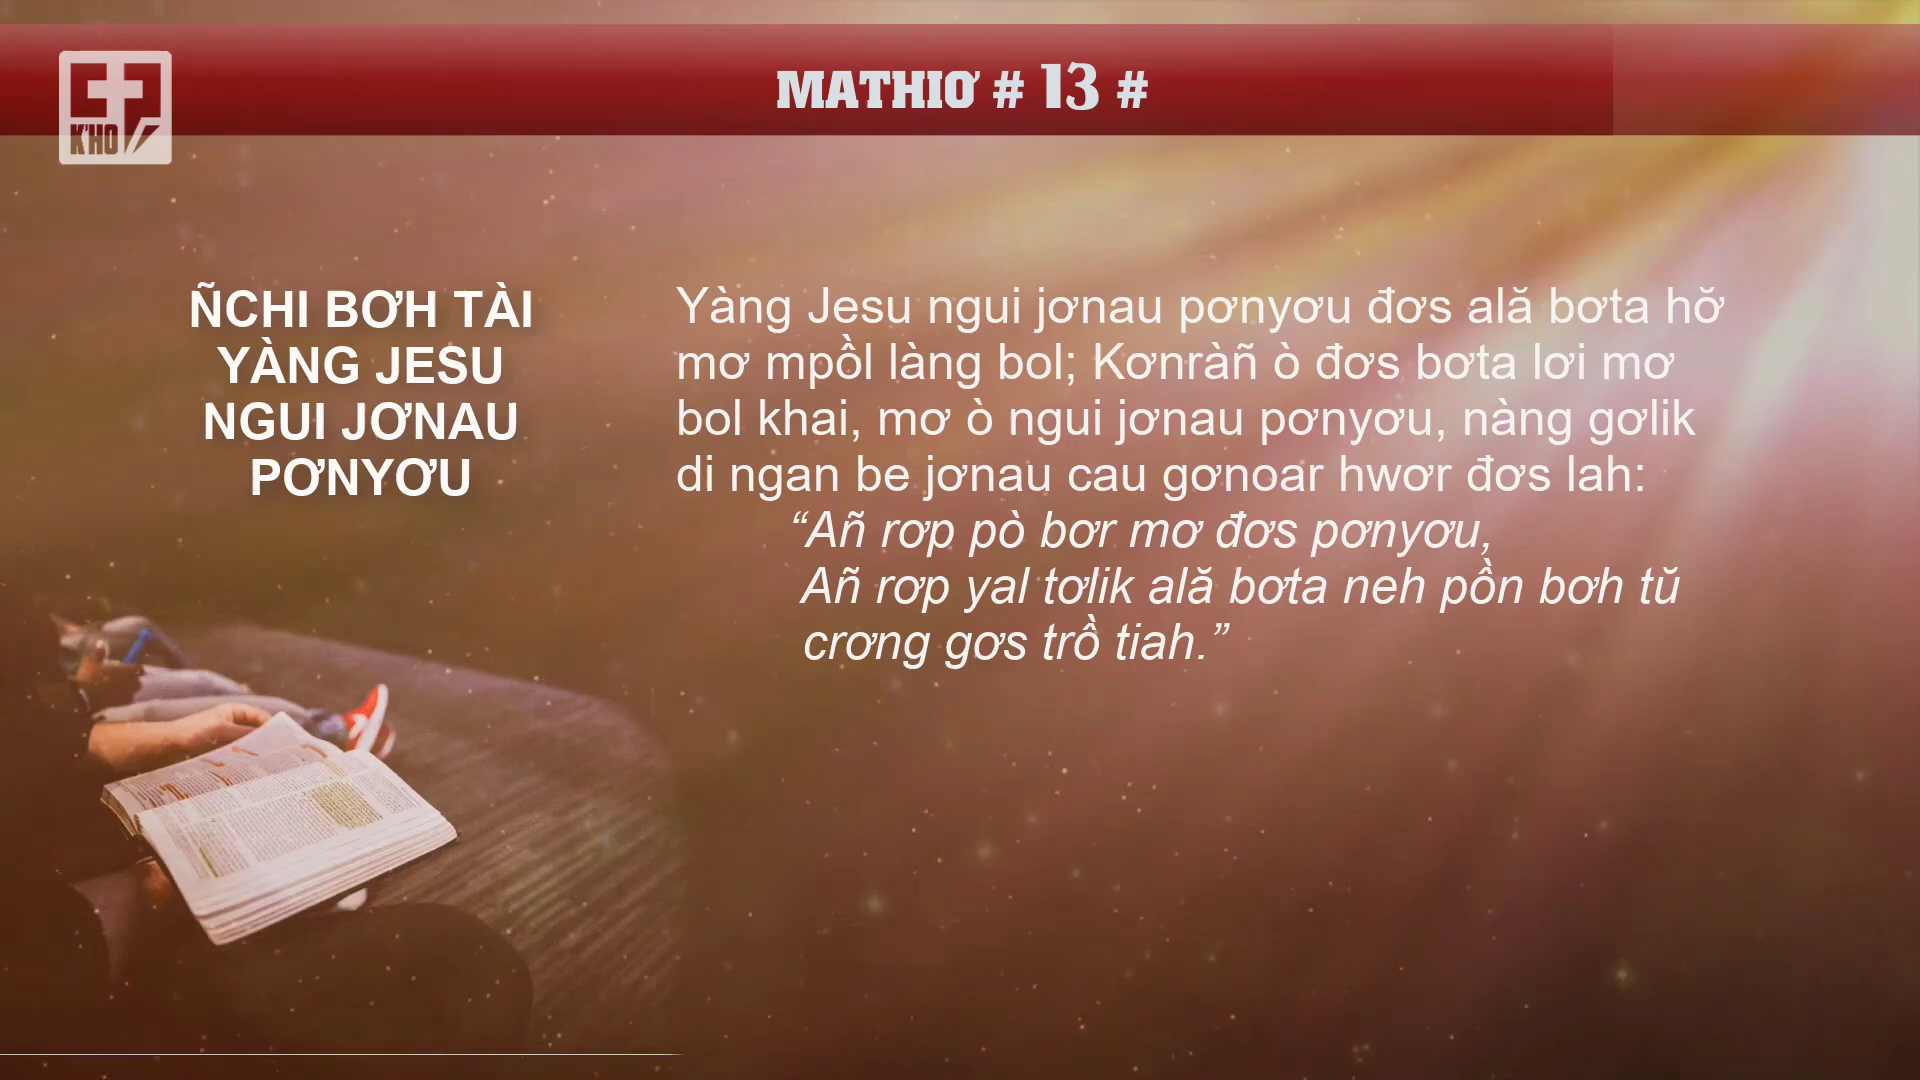 MATHIƠ # 13 #
K'HO
ÑCHI BƠH TÀI
YÀNG JESU
NGUI JƠNAU
PƠNYƠU
Yàng Jesu ngui jơnau pơnyơu đơs ală bơta hơ̆
mơ mpồl làng bol; Kơnràñ ò đơs bơta lơi mơ
bol khai, mơ ò ngui jơnau pơnyơu, nàng gơlik
di ngan be jơnau cau gơnoar hwơr đơs lah:
“Añ rơp pò bơr mơ đơs pơnyơu,
Añ rơp yal tơlik ală bơta neh pồn bơh tŭ
crơng gơs trồ tiah.”